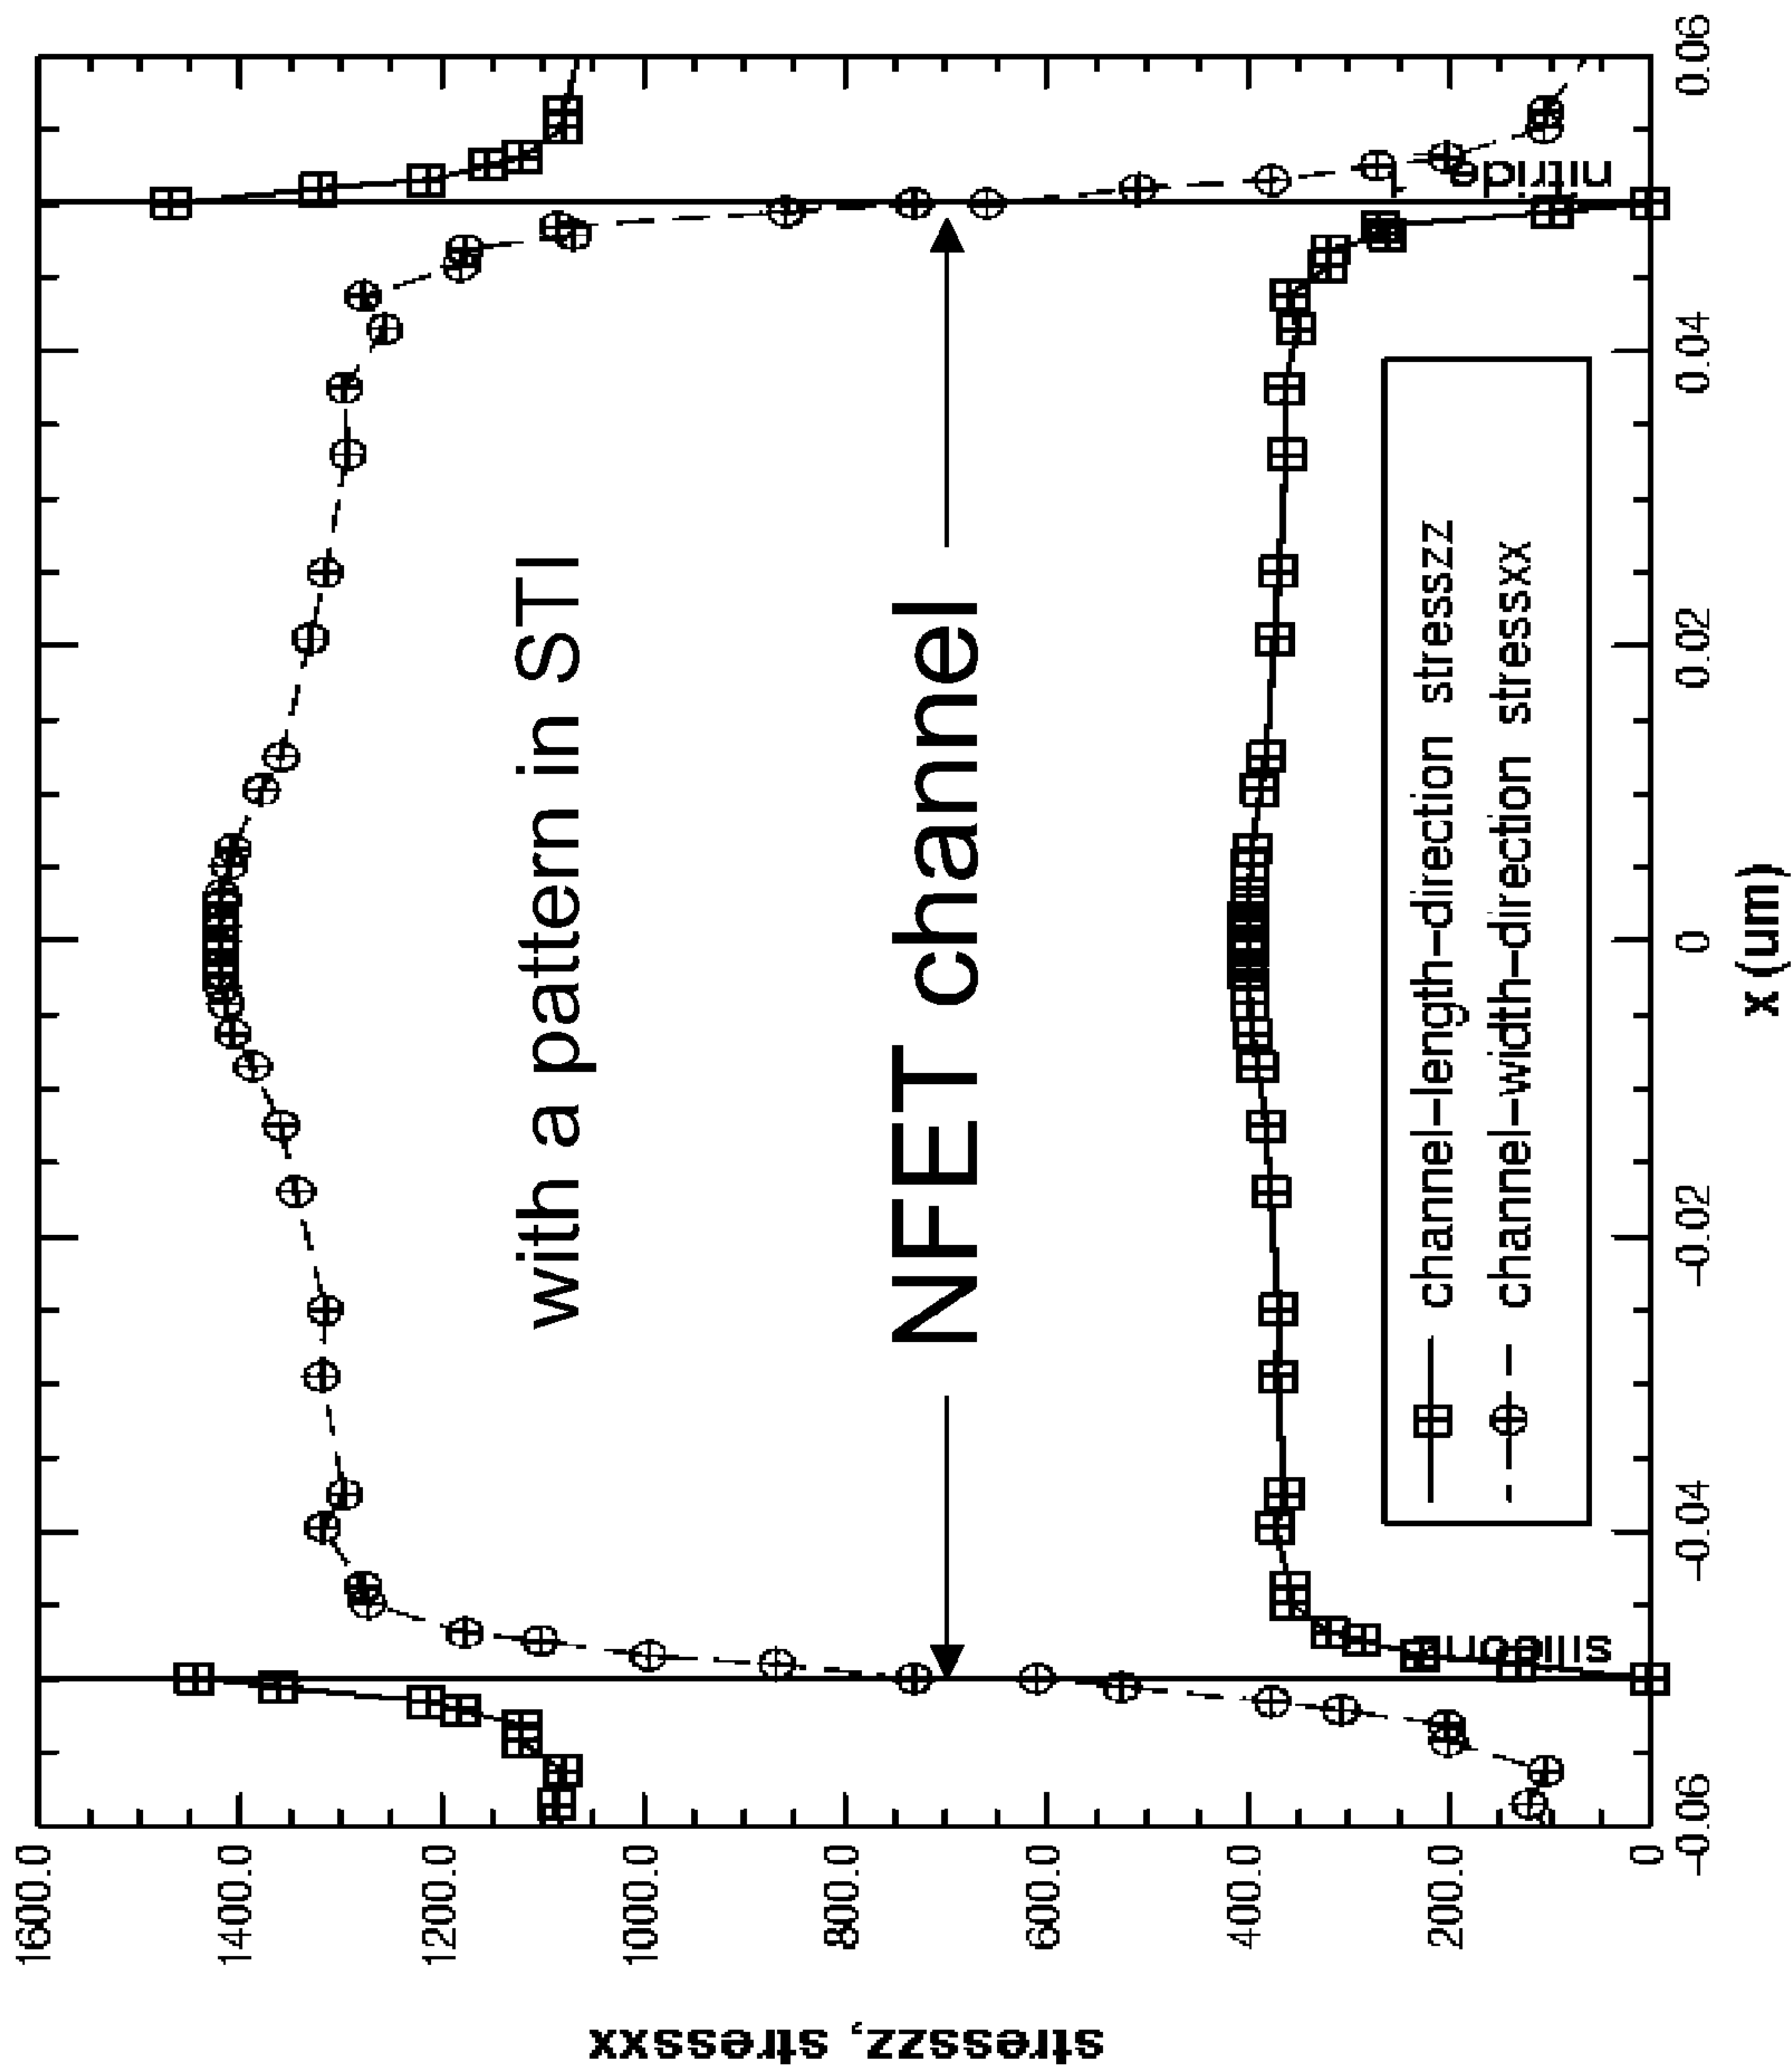 1600.0
1400.0
1200.0
1000.0
800.0
600.0
400.0
200.0
0
stresszz, stressxx
with a pattern in STI
NFET channel
silicon
nitride
channel-length-direction stresszz
channel-width-direction stressxx
-0.06
-0.04
-0.02
0
0.02
0.04
0.06
x (um)